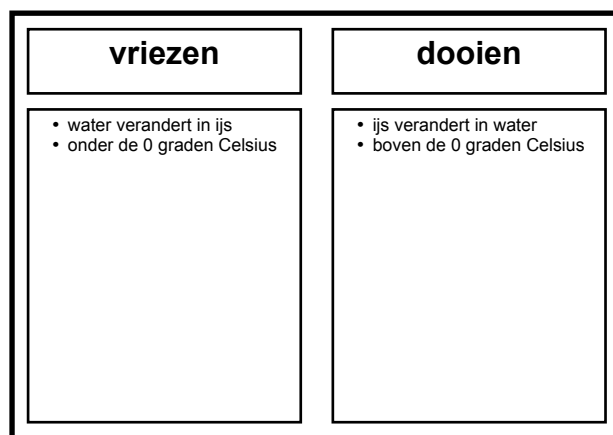 vriezen
• water verandert in ijs
• onder de 0 graden Celsius
dooien
• ijs verandert in water
• boven de 0 graden Celsius